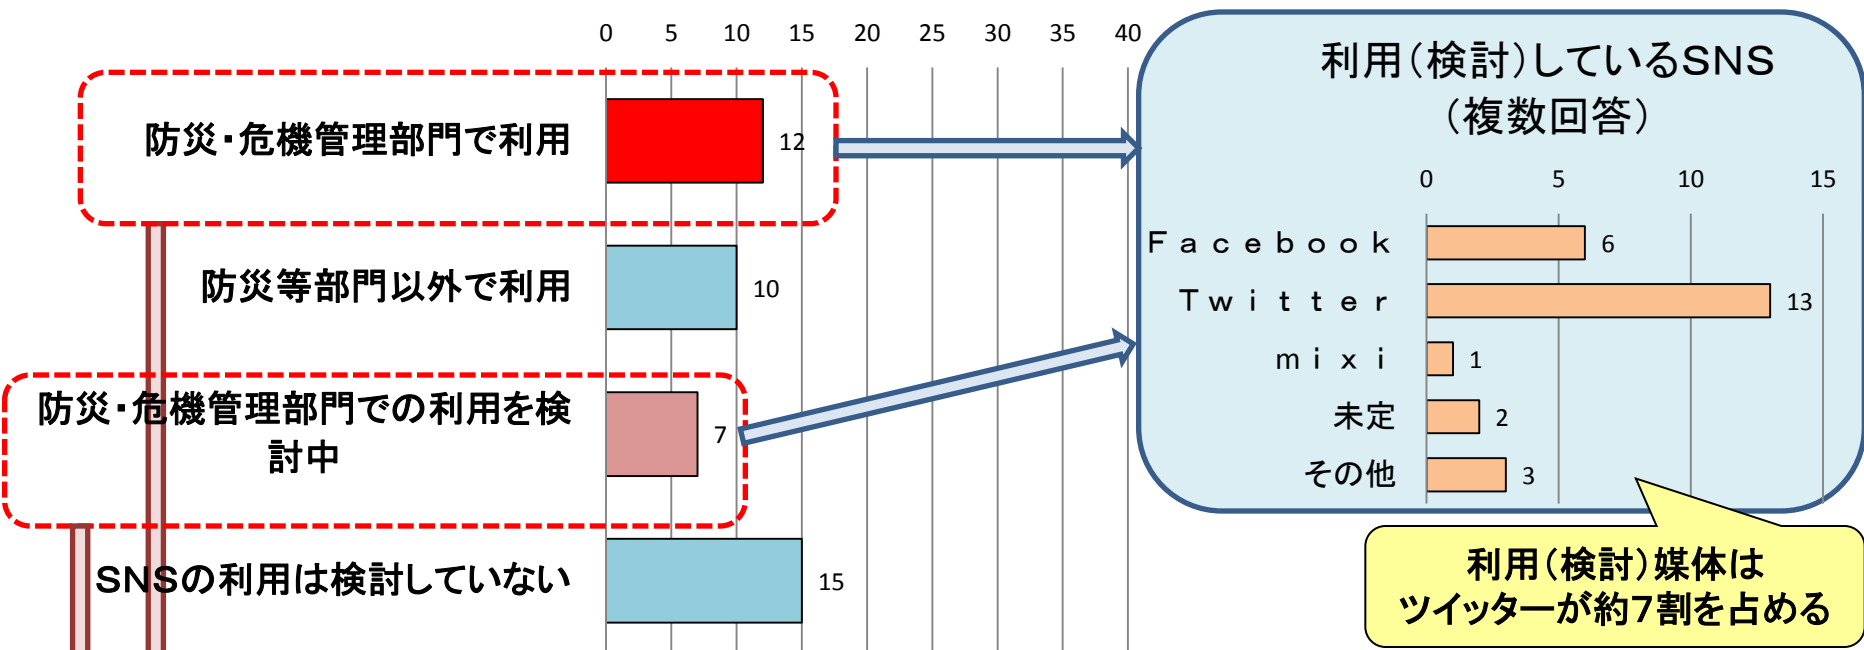 0 5 10 15 20 25 30 35 40
防災・危機管理部門で利用
12
防災等部門以外で利用
10
防災・危機管理部門での利用を検
討中
7
SNSの利用は検討していない
15
利用(検討)しているSNS
(複数回答)
0 5 10 15
Facebook
6
Twitter
13
mixi
1
未定
2
その他
3
利用(検討)媒体は
ツイッターが約7割を占める